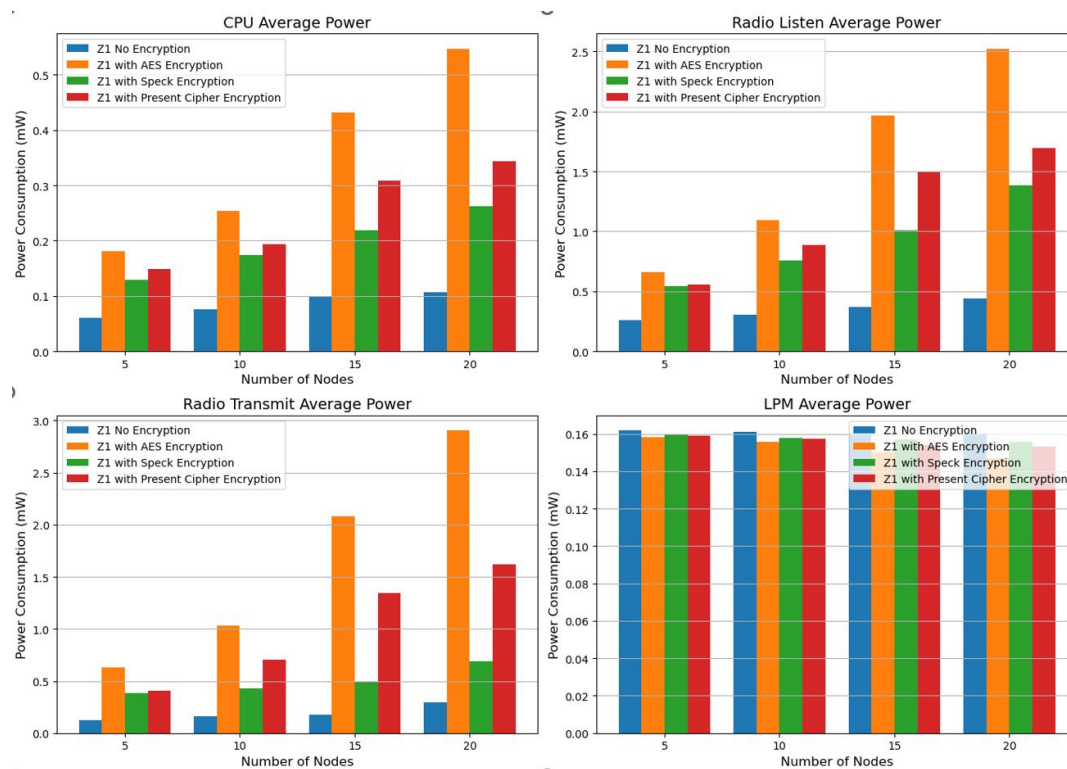 CPU Average Power
Z1 No Encryption
Z1 with AES Encryption
Z1 with Speck Encryption
Z1 with Present Cipher Encryption
Power Consumption (mW)
0.5
0.4
0.3
0.2
0.1
0.0
5 10 15 20
Number of Nodes
Radio Listen Average Power
Z1 No Encryption
Z1 with AES Encryption
Z1 with Speck Encryption
Z1 with Present Cipher Encryption
Power Consumption (mW)
2.5
2.0
1.5
1.0
0.5
0.0
5 10 15 20
Number of Nodes
Radio Transmit Average Power
Z1 No Encryption
Z1 with AES Encryption
Z1 with Speck Encryption
Z1 with Present Cipher Encryption
Power Consumption (mW)
3.0
2.5
2.0
1.5
1.0
0.5
0.0
5 10 15 20
Number of Nodes
LPM Average Power
Z1 No Encryption
Z1 with AES Encryption
Z1 with Speck Encryption
Z1 with Present Cipher Encryption
Power Consumption (mW)
0.16
0.14
0.12
0.10
0.08
0.06
0.04
0.02
0.00
5 10 15 20
Number of Nodes